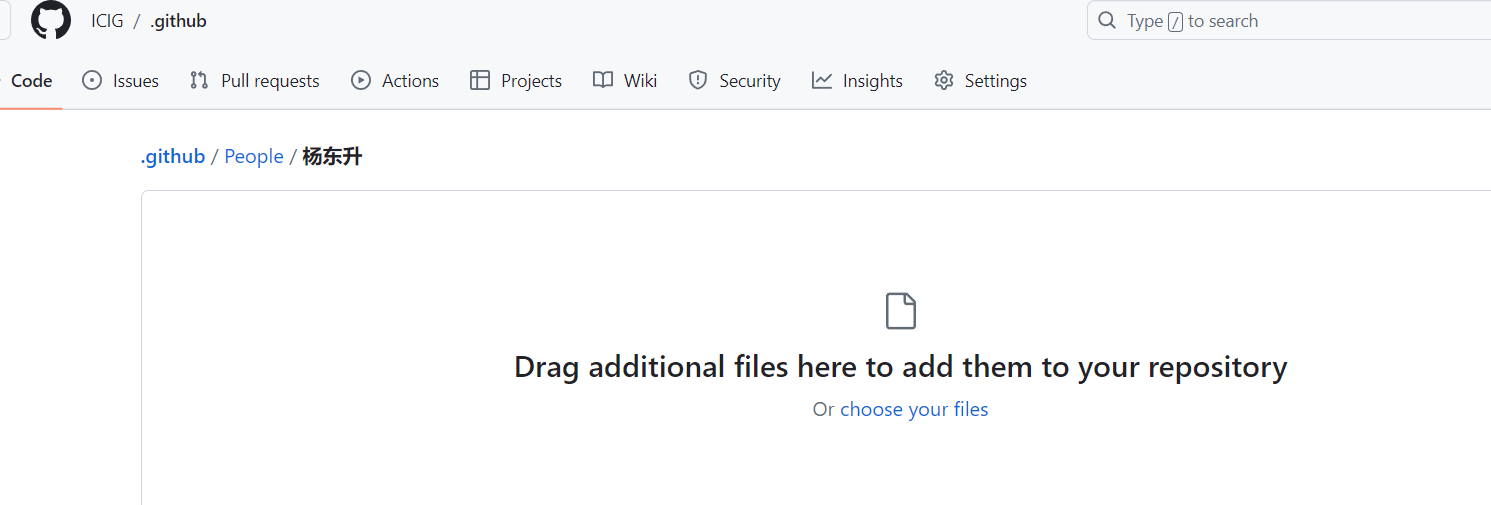 ICIG / .github
Type / to search
Code Issues Pull requests Actions Projects Wiki Security Insights Settings
.github / People / 杨东升
Drag additional files here to add them to your repository
Or choose your files